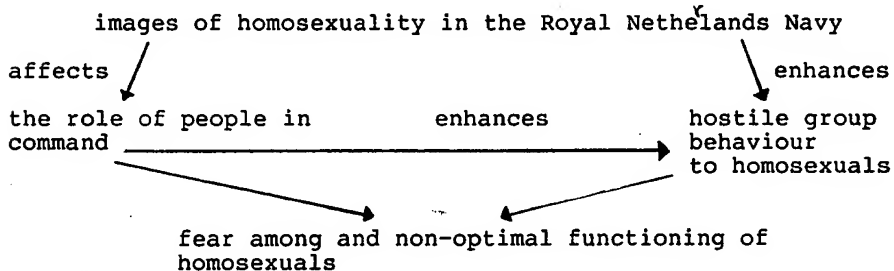 images of homosexuality in the Royal Netherlands Navy
affects
enhances
the role of people in command
enhances
hostile group behaviour to homosexuals
fear among and non-optimal functioning of homosexuals